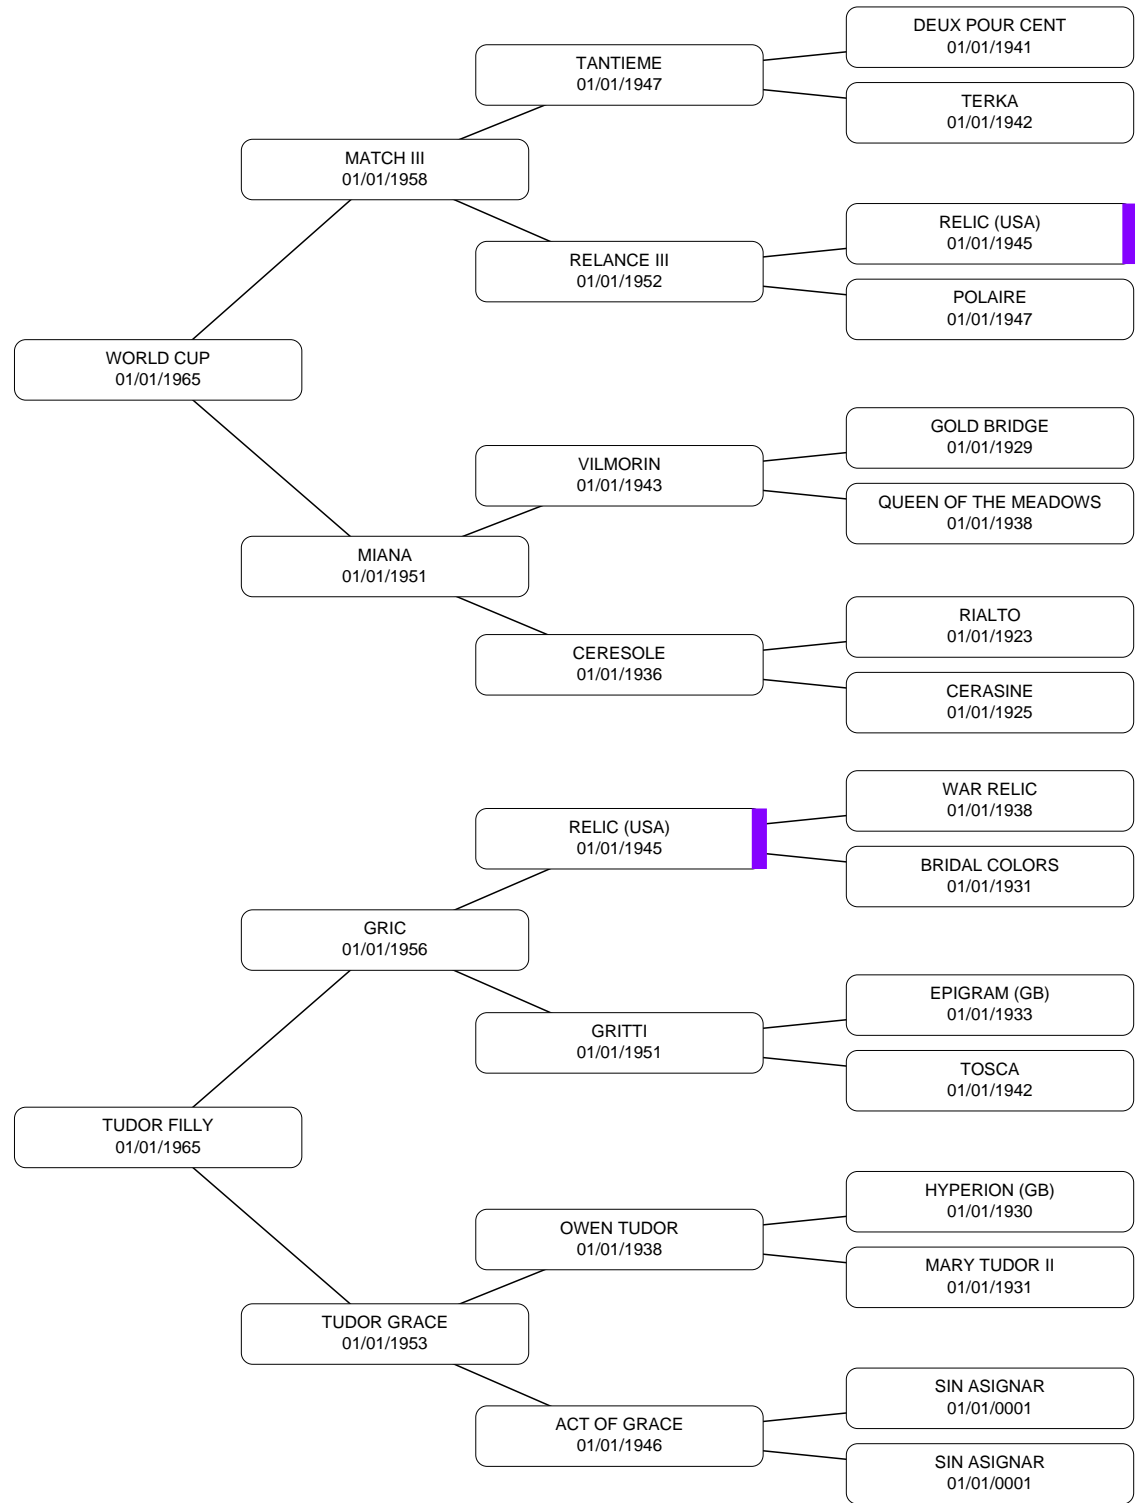 DEUX POUR CENT
01/01/1941
TANTIEME
01/01/1947
TERKA
01/01/1942
MATCH III
01/01/1958
RELIC (USA)
01/01/1945
RELANCE III
01/01/1952
POLAIRE
01/01/1947
WORLD CUP
01/01/1965
GOLD BRIDGE
01/01/1929
VILMORIN
01/01/1943
QUEEN OF THE MEADOWS
01/01/1938
MIANA
01/01/1951
RIALTO
01/01/1923
CERESOLE
01/01/1936
CERASINE
01/01/1925
WAR RELIC
01/01/1938
RELIC (USA)
01/01/1945
BRIDAL COLORS
01/01/1931
GRIC
01/01/1956
EPIGRAM (GB)
01/01/1933
GRITTI
01/01/1951
TOSCA
01/01/1942
TUDOR FILLY
01/01/1965
HYPERION (GB)
01/01/1930
OWEN TUDOR
01/01/1938
MARY TUDOR II
01/01/1931
TUDOR GRACE
01/01/1953
SIN ASIGNAR
01/01/0001
ACT OF GRACE
01/01/1946
SIN ASIGNAR
01/01/0001